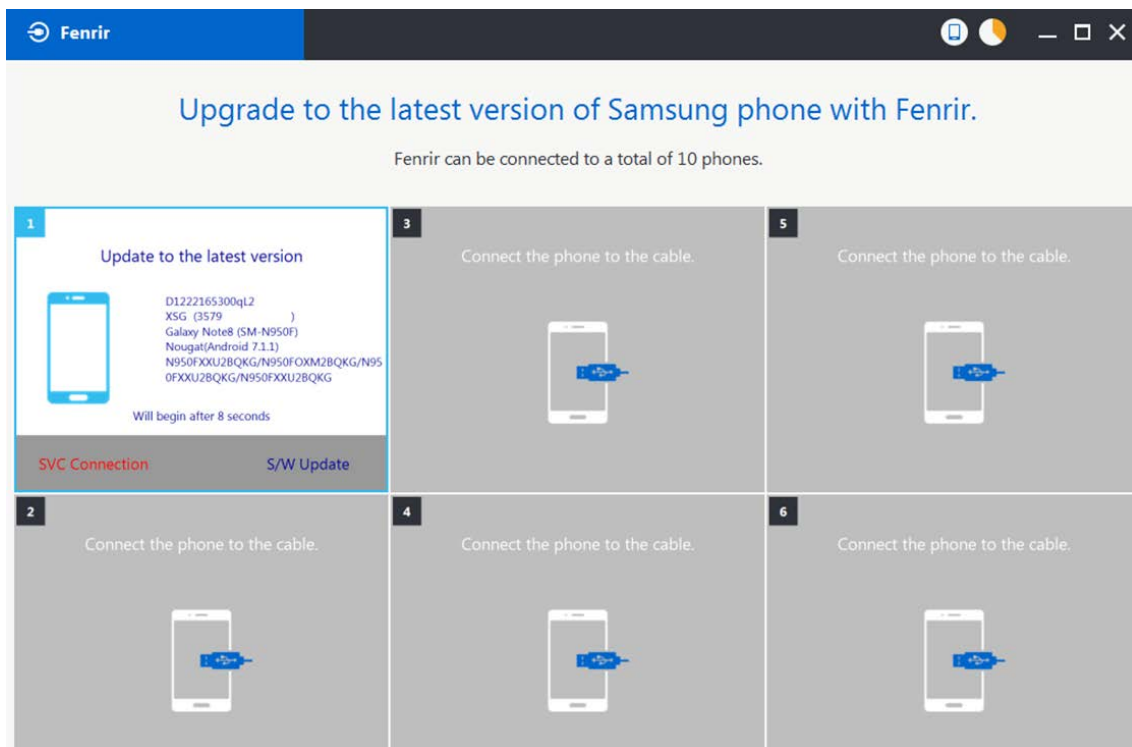 Fenrir
Upgrade to the latest version of Samsung phone with Fenrir.
Fenrir can be connected to a total of 10 phones.
1
Update to the latest version
D1222165300qL2
XSG (3579 )
Galaxy Note8 (SM-N950F)
Nougat(Android 7.1.1)
N950FXXU2BQKG/N950FOXM2BQKG/N95
0FXXU2BQKG/N950FXXU2BQKG
Will begin after 8 seconds
SVC Connection
S/W Update
2
Connect the phone to the cable.
3
Connect the phone to the cable.
4
Connect the phone to the cable.
5
Connect the phone to the cable.
6
Connect the phone to the cable.